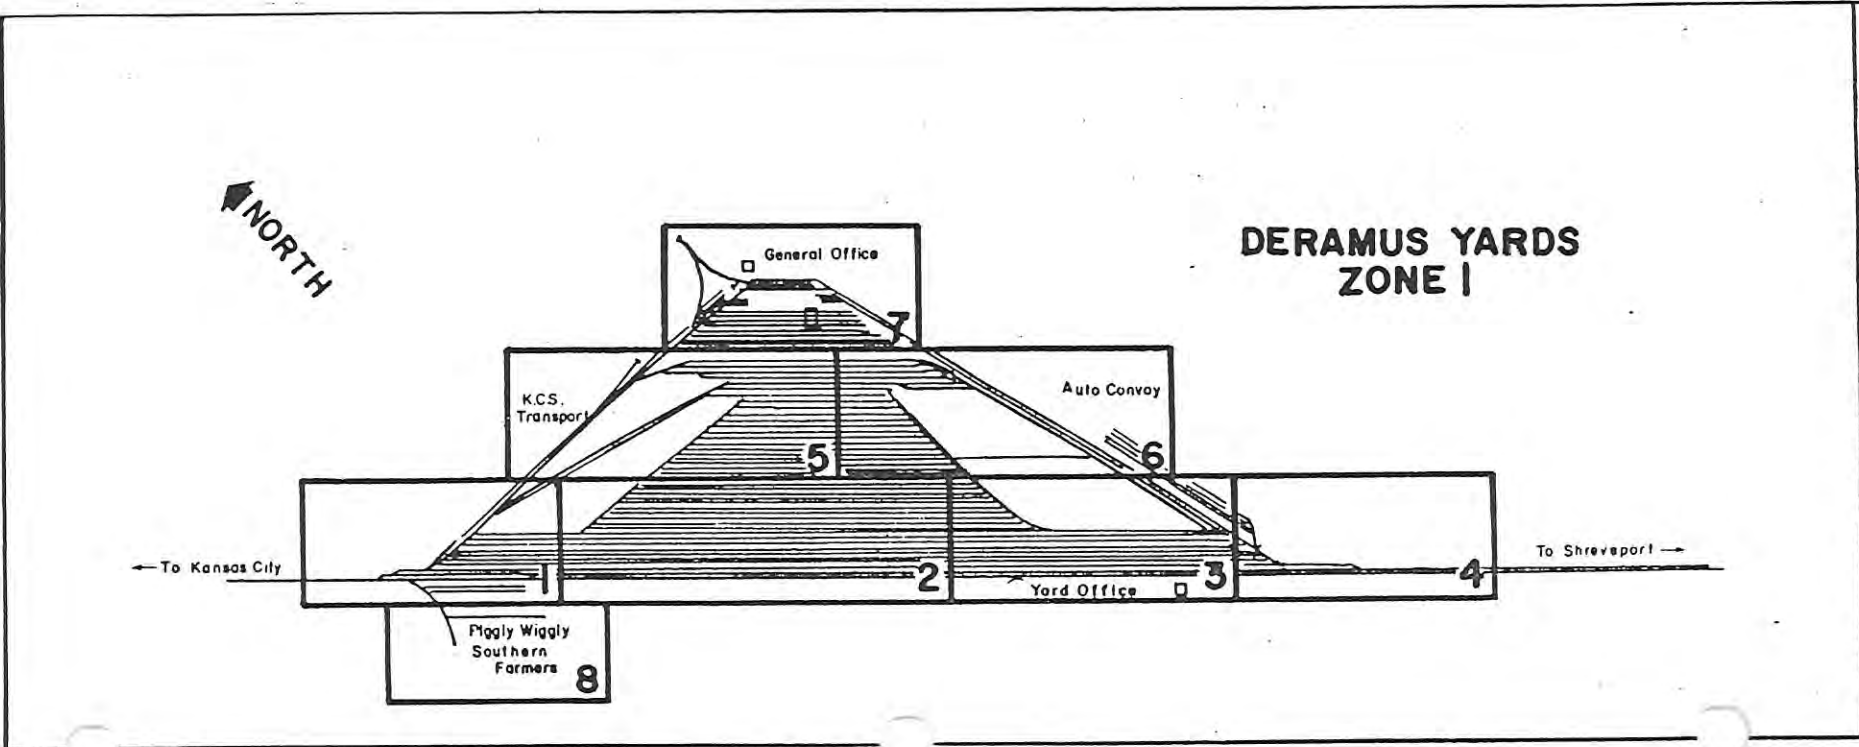 NORTH
DERAMUS YARDS
ZONE 1
General Office
7
K.C.S.
Transport
Auto Convoy
5
6
← To Kansas City
To Shreveport →
1
2
3
4
Yard Office
Piggly Wiggly
Southern
Farmers
8